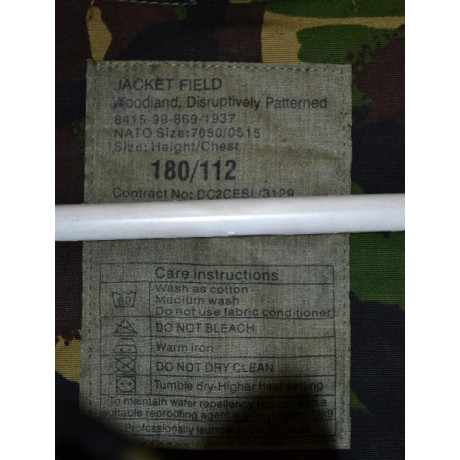 JACKET FIELD
Woodland, Disruptively Patterned
8415-99-869-1937
NATO Size:7080/0515
Size: Height/Chest
180/112
Contract No: DC2CESL/3129
Care Instructions
Wash as cotton
Medium wash
Do not use fabric conditioner
DO NOT BLEACH
Warm iron
DO NOT DRY CLEAN
Tumble dry-Higher heat setting
To maintain water repellency
suitable reproofing agent
Professionally